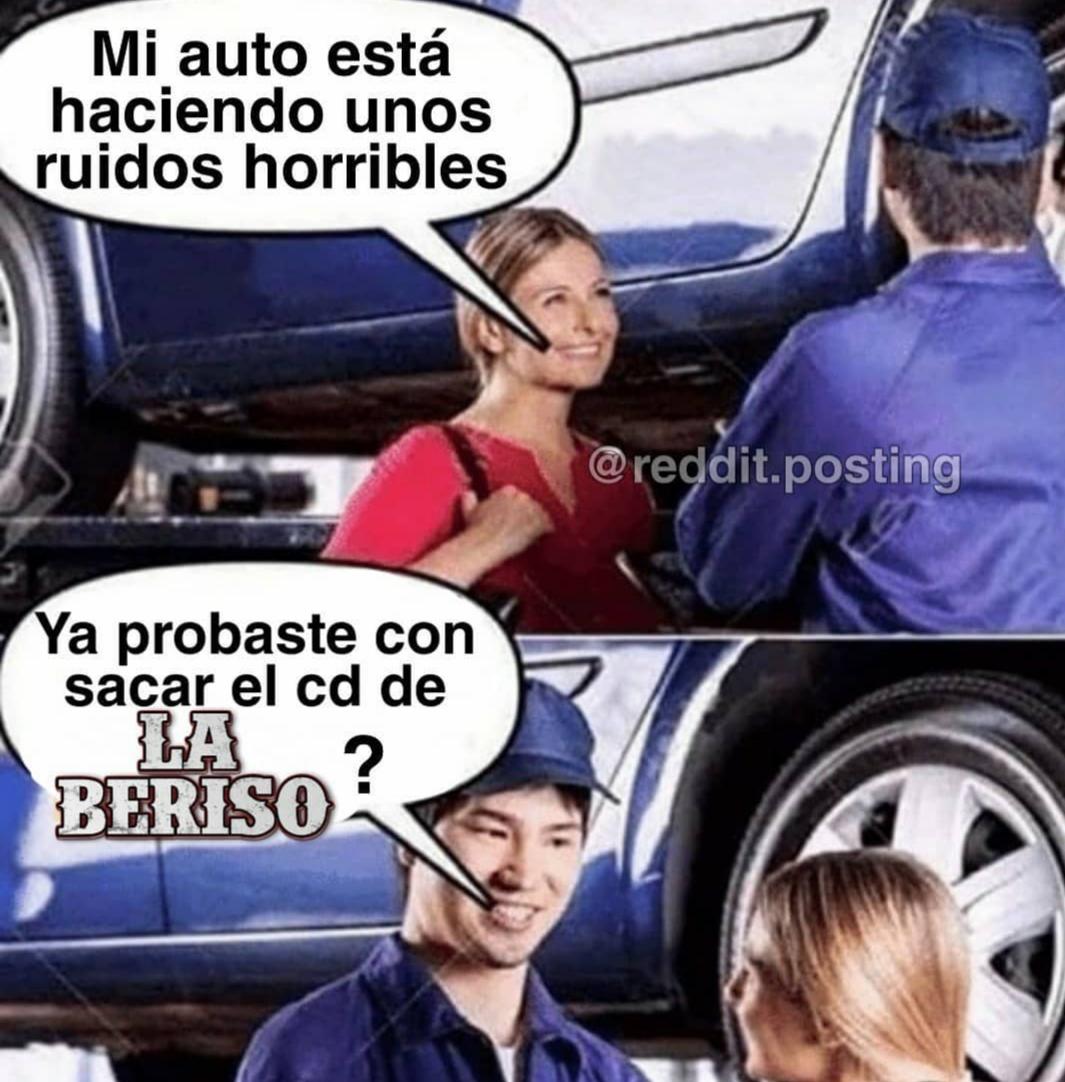 Mi auto está
haciendo unos
ruidos horribles
@reddit.posting
Ya probaste con
sacar el cd de
LA
BERISO ?